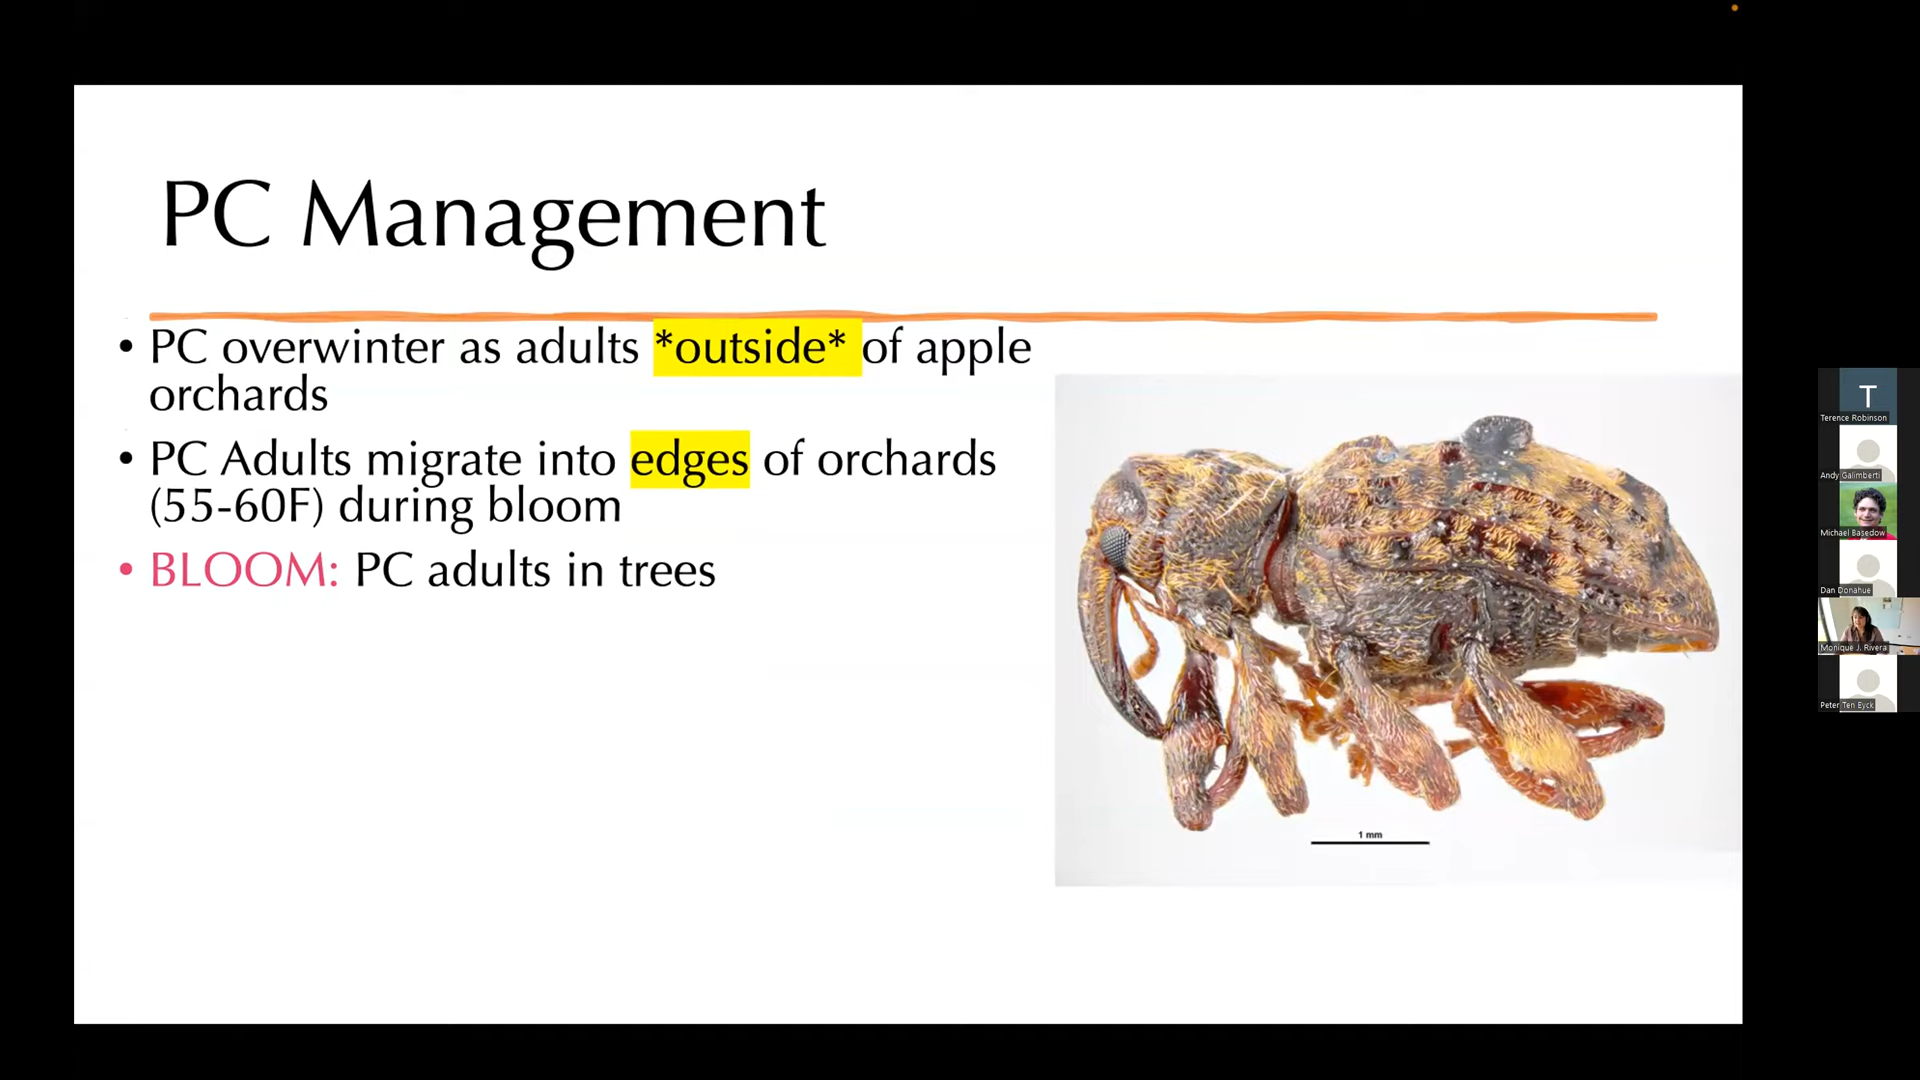 PC Management
• PC overwinter as adults *outside* of apple
orchards
• PC Adults migrate into edges of orchards
(55-60F) during bloom
• BLOOM: PC adults in trees
1 mm
T
Terence Robinson
Andy Galimberti
Michael Basedow
Dan Donahue
Monique J. Rivera
Peter Ten Eyck